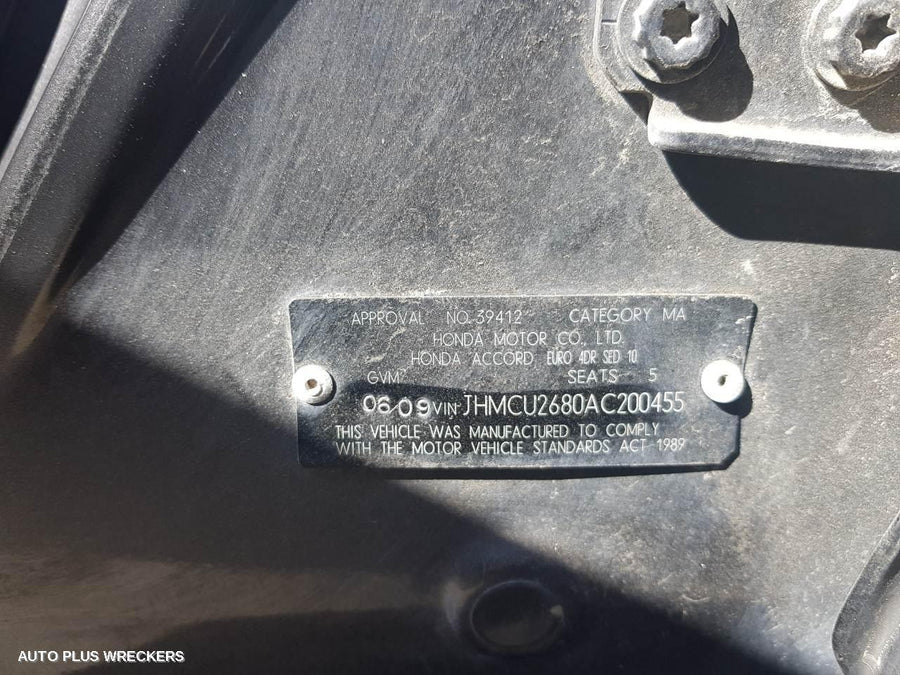 APPROVAL NO. 39412 CATEGORY MA
HONDA MOTOR CO., LTD.
HONDA ACCORD EURO 4DR SED 10
GVM SEATS 5
06/09 VIN JHMCU2680AC200455
THIS VEHICLE WAS MANUFACTURED TO COMPLY
WITH THE MOTOR VEHICLE STANDARDS ACT 1989
AUTO PLUS WRECKERS